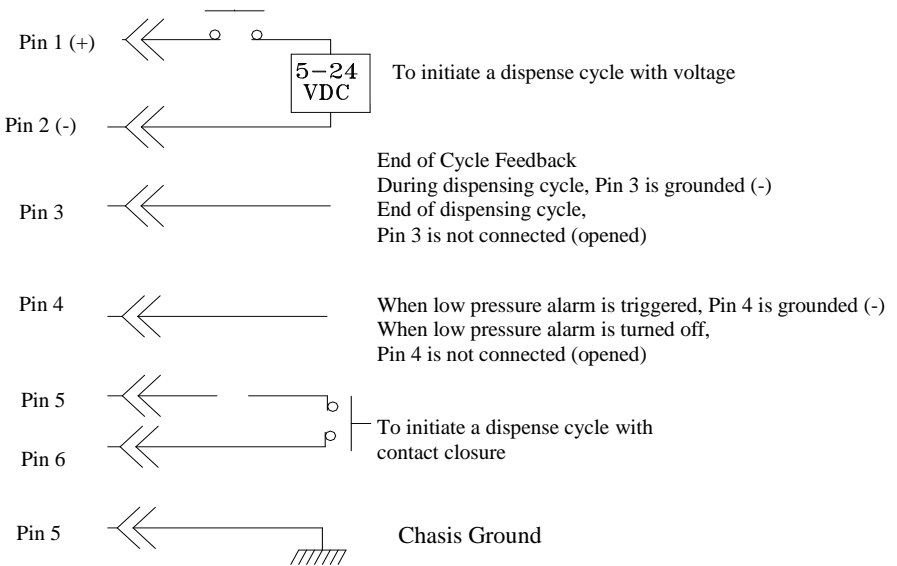 Pin 1 (+)
5-24
VDC
To initiate a dispense cycle with voltage
Pin 2 (-)
End of Cycle Feedback
During dispensing cycle, Pin 3 is grounded (-)
End of dispensing cycle,
Pin 3 is not connected (opened)
Pin 3
Pin 4
When low pressure alarm is triggered, Pin 4 is grounded (-)
When low pressure alarm is turned off,
Pin 4 is not connected (opened)
Pin 5
To initiate a dispense cycle with
contact closure
Pin 6
Pin 5
Chasis Ground